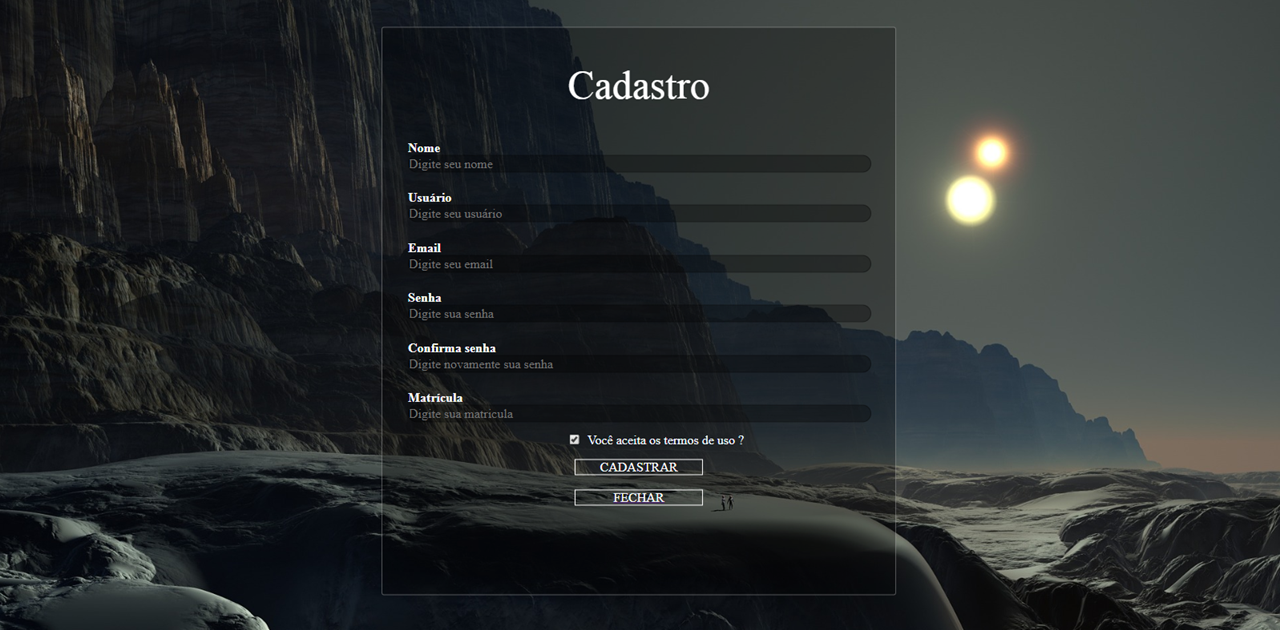 Cadastro
Nome
Digite seu nome
Usuário
Digite seu usuário
Email
Digite seu email
Senha
Digite sua senha
Confirma senha
Digite novamente sua senha
Matrícula
Digite sua matricula
Você aceita os termos de uso ?
CADASTRAR
FECHAR